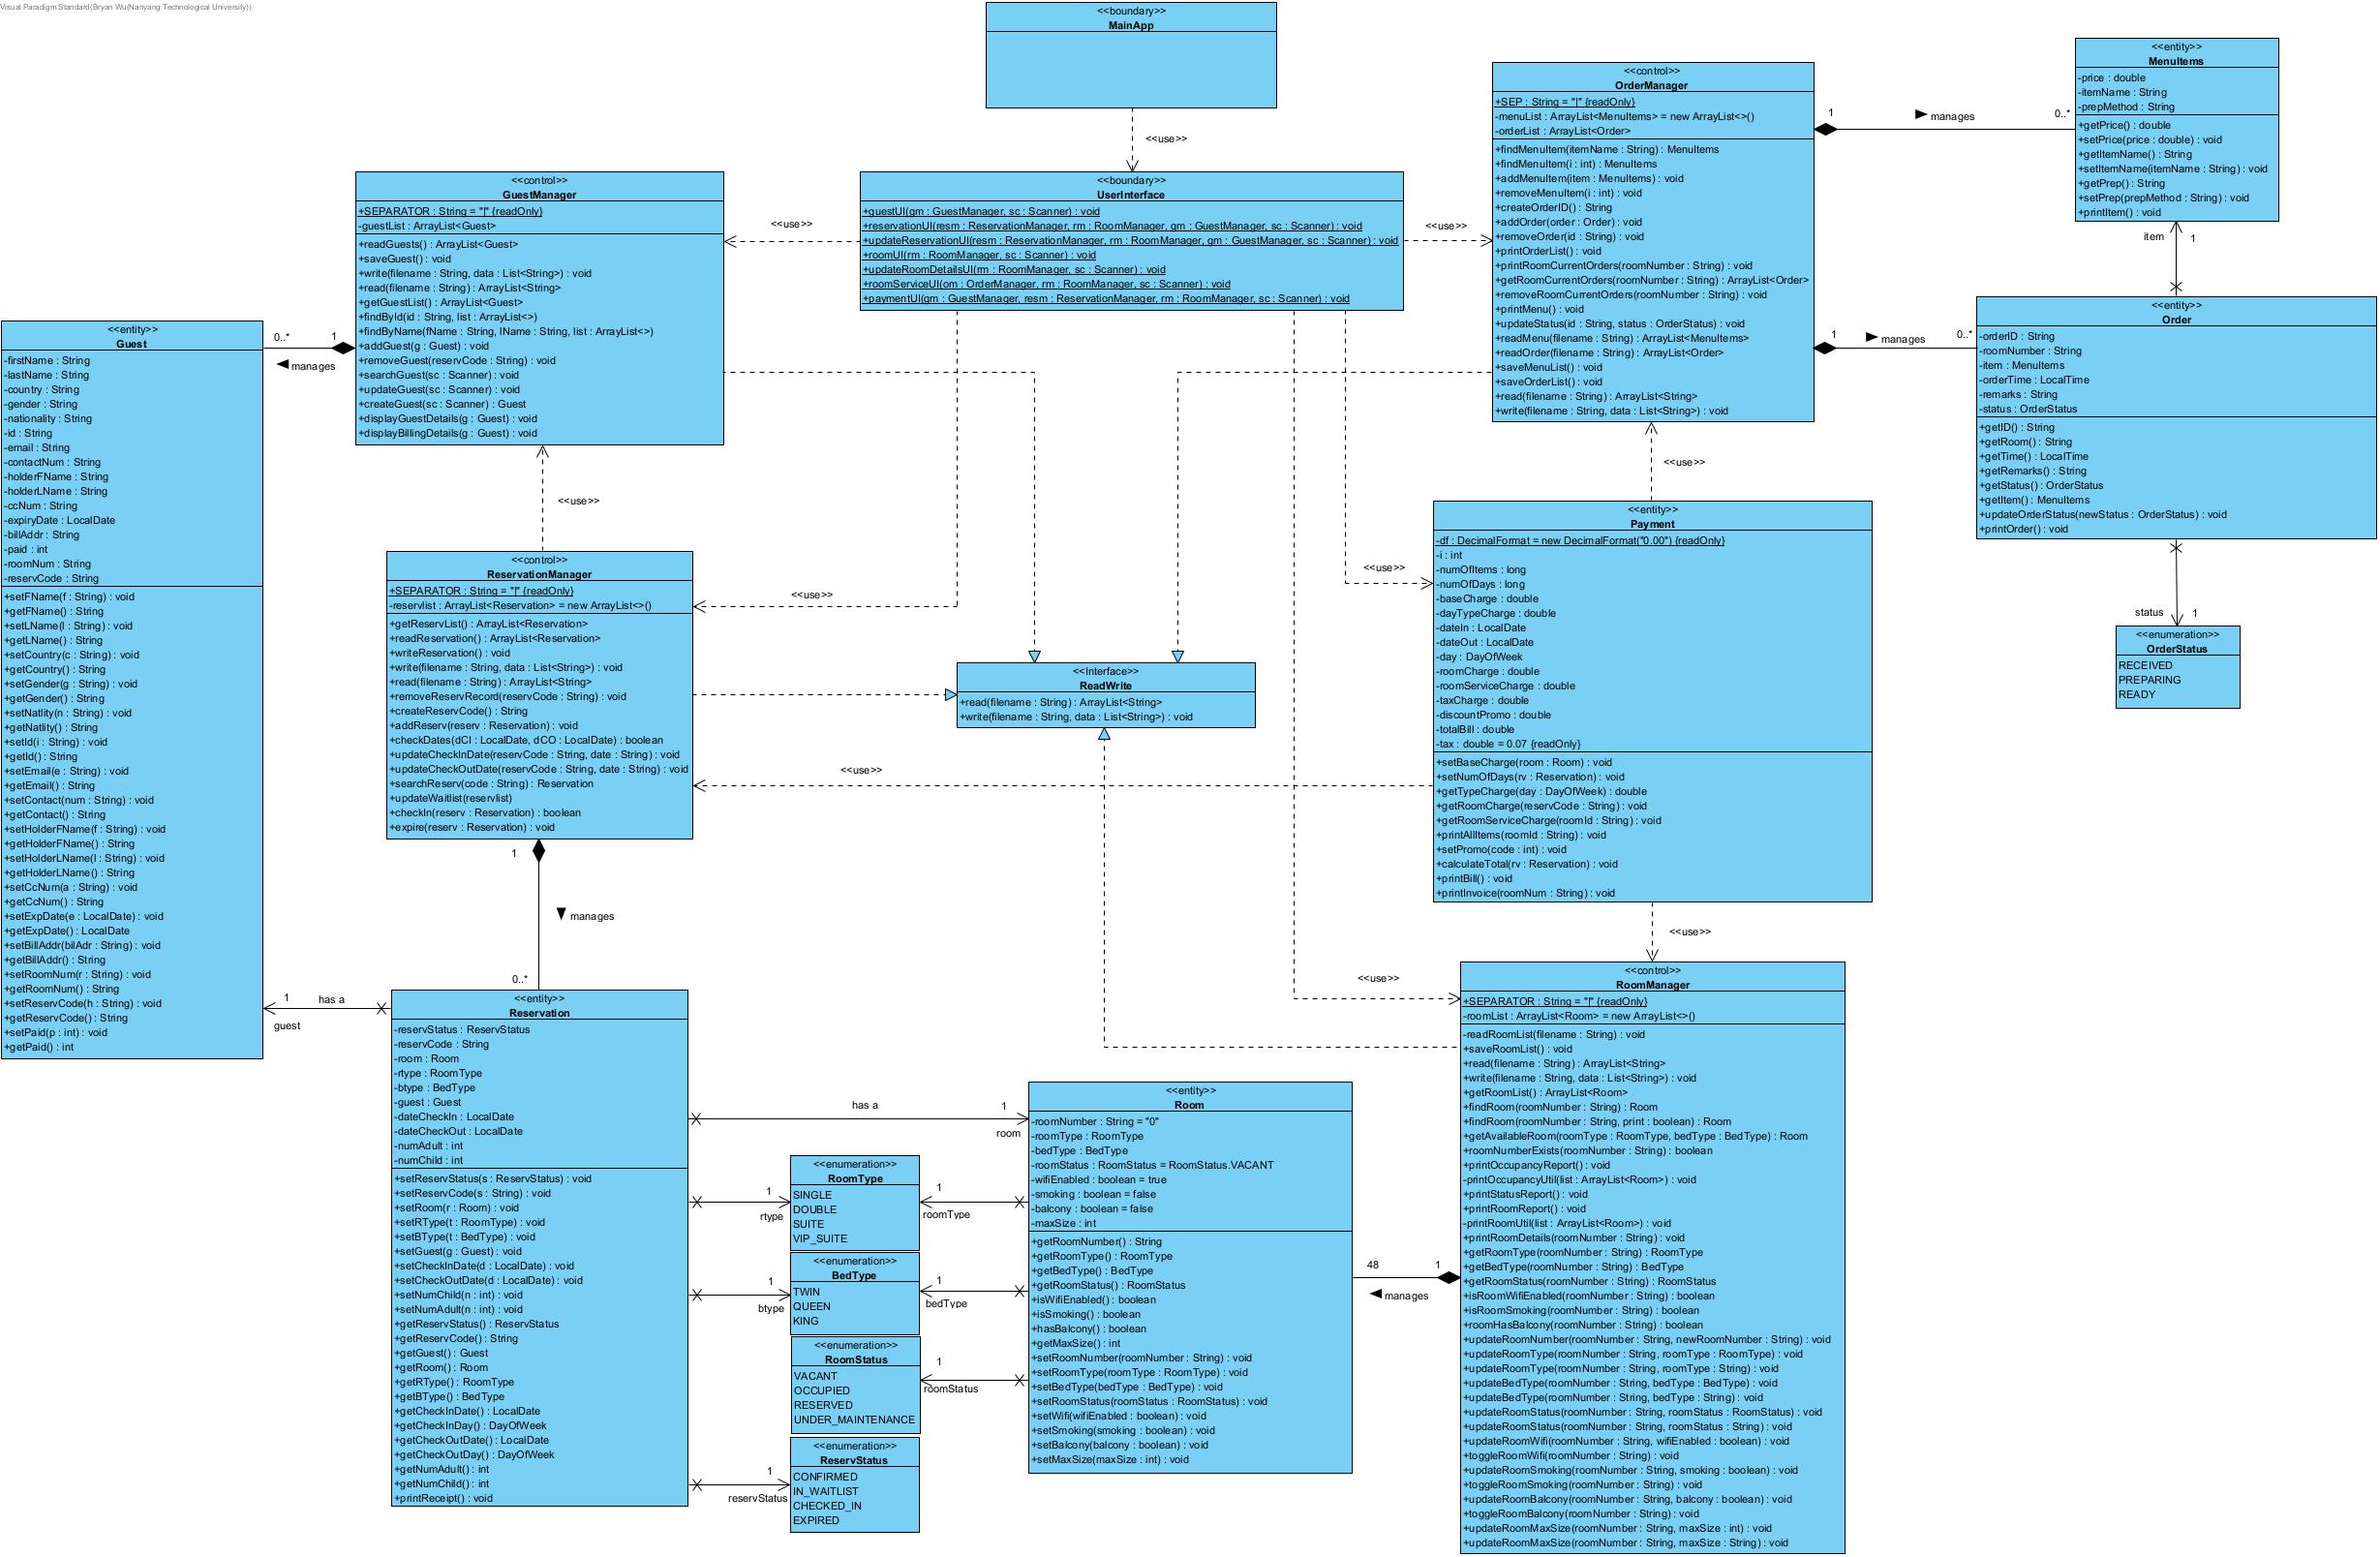 Visual Paradigm Standard(Bryan Wu(Nanyang Technological University))
<<boundary>>
MainApp
<<use>>
<<boundary>>
UserInterface
+guestUI(gm : GuestManager, sc : Scanner) : void
+reservationUI(resm : ReservationManager, rm : RoomManager, gm : GuestManager, sc : Scanner) : void
+updateReservationUI(resm : ReservationManager, rm : RoomManager, gm : GuestManager, sc : Scanner) : void
+roomUI(rm : RoomManager, sc : Scanner) : void
+updateRoomDetailsUI(rm : RoomManager, sc : Scanner) : void
+roomServiceUI(om : OrderManager, rm : RoomManager, sc : Scanner) : void
+paymentUI(gm : GuestManager, resm : ReservationManager, rm : RoomManager, sc : Scanner) : void
<<use>>
<<use>>
<<control>>
OrderManager
+SEP : String = "|" {readOnly}
-menuList : ArrayList<MenuItems> = new ArrayList<>()
-orderList : ArrayList<Order>
+findMenuItem(itemName : String) : MenuItems
+findMenuItem(i : int) : MenuItems
+addMenuItem(item : MenuItems) : void
+removeMenuItem(i : int) : void
+createOrderID() : String
+addOrder(order : Order) : void
+removeOrder(id : String) : void
+printOrderList() : void
+printRoomCurrentOrders(roomNumber : String) : void
+getRoomCurrentOrders(roomNumber : String) : ArrayList<Order>
+removeRoomCurrentOrders(roomNumber : String) : void
+printMenu() : void
+updateStatus(id : String, status : OrderStatus) : void
+readMenu(filename : String) : ArrayList<MenuItems>
+readOrder(filename : String) : ArrayList<Order>
+saveMenuList() : void
+saveOrderList() : void
+read(filename : String) : ArrayList<String>
+write(filename : String, data : List<String>) : void
1
manages
0..*
<<entity>>
MenuItems
-price : double
-itemName : String
-prepMethod : String
+getPrice() : double
+setPrice(price : double) : void
+getItemName() : String
+setItemName(itemName : String) : void
+getPrep() : String
+setPrep(prepMethod : String) : void
+printItem() : void
item
1
1
manages
0..*
<<entity>>
Order
-orderID : String
-roomNumber : String
-item : MenuItems
-orderTime : LocalTime
-remarks : String
-status : OrderStatus
+getID() : String
+getRoom() : String
+getTime() : LocalTime
+getRemarks() : String
+getStatus() : OrderStatus
+getItem() : MenuItems
+updateOrderStatus(newStatus : OrderStatus) : void
+printOrder() : void
status
1
<<enumeration>>
OrderStatus
RECEIVED
PREPARING
READY
<<control>>
GuestManager
+SEPARATOR : String = "|" {readOnly}
-guestList : ArrayList<Guest>
+readGuests() : ArrayList<Guest>
+saveGuest() : void
+write(filename : String, data : List<String>) : void
+read(filename : String) : ArrayList<String>
+getGuestList() : ArrayList<Guest>
+findById(id : String, list : ArrayList<>)
+findByName(fName : String, lName : String, list : ArrayList<>)
+addGuest(g : Guest) : void
+removeGuest(reservCode : String) : void
+searchGuest(sc : Scanner) : void
+updateGuest(sc : Scanner) : void
+createGuest(sc : Scanner) : Guest
+displayGuestDetails(g : Guest) : void
+displayBillingDetails(g : Guest) : void
0..*
1
manages
<<entity>>
Guest
-firstName : String
-lastName : String
-country : String
-gender : String
-nationality : String
-id : String
-email : String
-contactNum : String
-holderFName : String
-holderLName : String
-ccNum : String
-expiryDate : LocalDate
-billAddr : String
-paid : int
-roomNum : String
-reservCode : String
+setFName(f : String) : void
+getFName() : String
+setLName(l : String) : void
+getLName() : String
+setCountry(c : String) : void
+getCountry() : String
+setGender(g : String) : void
+getGender() : String
+setNatlity(n : String) : void
+getNatlity() : String
+setId(i : String) : void
+getId() : String
+setEmail(e : String) : void
+getEmail() : String
+setContact(num : String) : void
+getContact() : String
+setHolderFName(f : String) : void
+getHolderFName() : String
+setHolderLName(l : String) : void
+getHolderLName() : String
+setCcNum(a : String) : void
+getCcNum() : String
+setExpDate(e : LocalDate) : void
+getExpDate() : LocalDate
+setBillAddr(bilAdr : String) : void
+getBillAddr() : String
+setRoomNum(r : String) : void
+getRoomNum() : String
+setReservCode(h : String) : void
+getReservCode() : String
+setPaid(p : int) : void
+getPaid() : int
<<use>>
<<control>>
ReservationManager
+SEPARATOR : String = "|" {readOnly}
-reservlist : ArrayList<Reservation> = new ArrayList<>()
+getReservList() : ArrayList<Reservation>
+readReservation() : ArrayList<Reservation>
+writeReservation() : void
+write(filename : String, data : List<String>) : void
+read(filename : String) : ArrayList<String>
+removeReservRecord(reservCode : String) : void
+createReservCode() : String
+addReserv(reserv : Reservation) : void
+checkDates(dCI : LocalDate, dCO : LocalDate) : boolean
+updateCheckInDate(reservCode : String, date : String) : void
+updateCheckOutDate(reservCode : String, date : String) : void
+searchReserv(code : String) : Reservation
+updateWaitlist(reservlist)
+checkIn(reserv : Reservation) : boolean
+expire(reserv : Reservation) : void
<<use>>
<<use>>
<<Interface>>
ReadWrite
+read(filename : String) : ArrayList<String>
+write(filename : String, data : List<String>) : void
<<use>>
<<use>>
<<entity>>
Payment
-df : DecimalFormat = new DecimalFormat("0.00") {readOnly}
-i : int
-numOfItems : long
-numOfDays : long
-baseCharge : double
-dayTypeCharge : double
-dateIn : LocalDate
-dateOut : LocalDate
-day : DayOfWeek
-roomCharge : double
-roomServiceCharge : double
-taxCharge : double
-discountPromo : double
-totalBill : double
-tax : double = 0.07 {readOnly}
+setBaseCharge(room : Room) : void
+setNumOfDays(rv : Reservation) : void
+getTypeCharge(day : DayOfWeek) : double
+getRoomCharge(reservCode : String) : void
+getRoomServiceCharge(roomId : String) : void
+printAllItems(roomId : String) : void
+setPromo(code : int) : void
+calculateTotal(rv : Reservation) : void
+printBill() : void
+printInvoice(roomNum : String) : void
<<use>>
<<use>>
1
manages
0..*
1
has a
guest
<<entity>>
Reservation
-reservStatus : ReservStatus
-reservCode : String
-room : Room
-rtype : RoomType
-btype : BedType
-guest : Guest
-dateCheckIn : LocalDate
-dateCheckOut : LocalDate
-numAdult : int
-numChild : int
+setReservStatus(s : ReservStatus) : void
+setReservCode(s : String) : void
+setRoom(r : Room) : void
+setRType(t : RoomType) : void
+setBType(t : BedType) : void
+setGuest(g : Guest) : void
+setCheckInDate(d : LocalDate) : void
+setCheckOutDate(d : LocalDate) : void
+setNumChild(n : int) : void
+setNumAdult(n : int) : void
+getReservStatus() : ReservStatus
+getReservCode() : String
+getGuest() : Guest
+getRoom() : Room
+getRType() : RoomType
+getBType() : BedType
+getCheckInDate() : LocalDate
+getCheckInDay() : DayOfWeek
+getCheckOutDate() : LocalDate
+getCheckOutDay() : DayOfWeek
+getNumAdult() : int
+getNumChild() : int
+printReceipt() : void
has a
1
room
1
rtype
1
btype
1
reservStatus
<<enumeration>>
RoomType
SINGLE
DOUBLE
SUITE
VIP_SUITE
<<enumeration>>
BedType
TWIN
QUEEN
KING
<<enumeration>>
RoomStatus
VACANT
OCCUPIED
RESERVED
UNDER_MAINTENANCE
<<enumeration>>
ReservStatus
CONFIRMED
IN_WAITLIST
CHECKED_IN
EXPIRED
1
roomType
1
bedType
1
roomStatus
<<entity>>
Room
-roomNumber : String = "0"
-roomType : RoomType
-bedType : BedType
-roomStatus : RoomStatus = RoomStatus.VACANT
-wifiEnabled : boolean = true
-smoking : boolean = false
-balcony : boolean = false
-maxSize : int
+getRoomNumber() : String
+getRoomType() : RoomType
+getBedType() : BedType
+getRoomStatus() : RoomStatus
+isWifiEnabled() : boolean
+isSmoking() : boolean
+hasBalcony() : boolean
+getMaxSize() : int
+setRoomNumber(roomNumber : String) : void
+setRoomType(roomType : RoomType) : void
+setBedType(bedType : BedType) : void
+setRoomStatus(roomStatus : RoomStatus) : void
+setWifi(wifiEnabled : boolean) : void
+setSmoking(smoking : boolean) : void
+setBalcony(balcony : boolean) : void
+setMaxSize(maxSize : int) : void
48
1
manages
<<control>>
RoomManager
+SEPARATOR : String = "|" {readOnly}
-roomList : ArrayList<Room> = new ArrayList<>()
-readRoomList(filename : String) : void
+saveRoomList() : void
+read(filename : String) : ArrayList<String>
+write(filename : String, data : List<String>) : void
+getRoomList() : ArrayList<Room>
+findRoom(roomNumber : String) : Room
+findRoom(roomNumber : String, print : boolean) : Room
+getAvailableRoom(roomType : RoomType, bedType : BedType) : Room
+roomNumberExists(roomNumber : String) : boolean
+printOccupancyReport() : void
-printOccupancyUtil(list : ArrayList<Room>) : void
+printStatusReport() : void
+printRoomReport() : void
-printRoomUtil(list : ArrayList<Room>) : void
+printRoomDetails(roomNumber : String) : void
+getRoomType(roomNumber : String) : RoomType
+getBedType(roomNumber : String) : BedType
+getRoomStatus(roomNumber : String) : RoomStatus
+isRoomWifiEnabled(roomNumber : String) : boolean
+isRoomSmoking(roomNumber : String) : boolean
+roomHasBalcony(roomNumber : String) : boolean
+updateRoomNumber(roomNumber : String, newRoomNumber : String) : void
+updateRoomType(roomNumber : String, roomType : RoomType) : void
+updateRoomType(roomNumber : String, roomType : String) : void
+updateBedType(roomNumber : String, bedType : BedType) : void
+updateBedType(roomNumber : String, bedType : String) : void
+updateRoomStatus(roomNumber : String, roomStatus : RoomStatus) : void
+updateRoomStatus(roomNumber : String, roomStatus : String) : void
+updateRoomWifi(roomNumber : String, wifiEnabled : boolean) : void
+toggleRoomWifi(roomNumber : String) : void
+updateRoomSmoking(roomNumber : String, smoking : boolean) : void
+toggleRoomSmoking(roomNumber : String) : void
+updateRoomBalcony(roomNumber : String, balcony : boolean) : void
+toggleRoomBalcony(roomNumber : String) : void
+updateRoomMaxSize(roomNumber : String, maxSize : int) : void
+updateRoomMaxSize(roomNumber : String, maxSize : String) : void